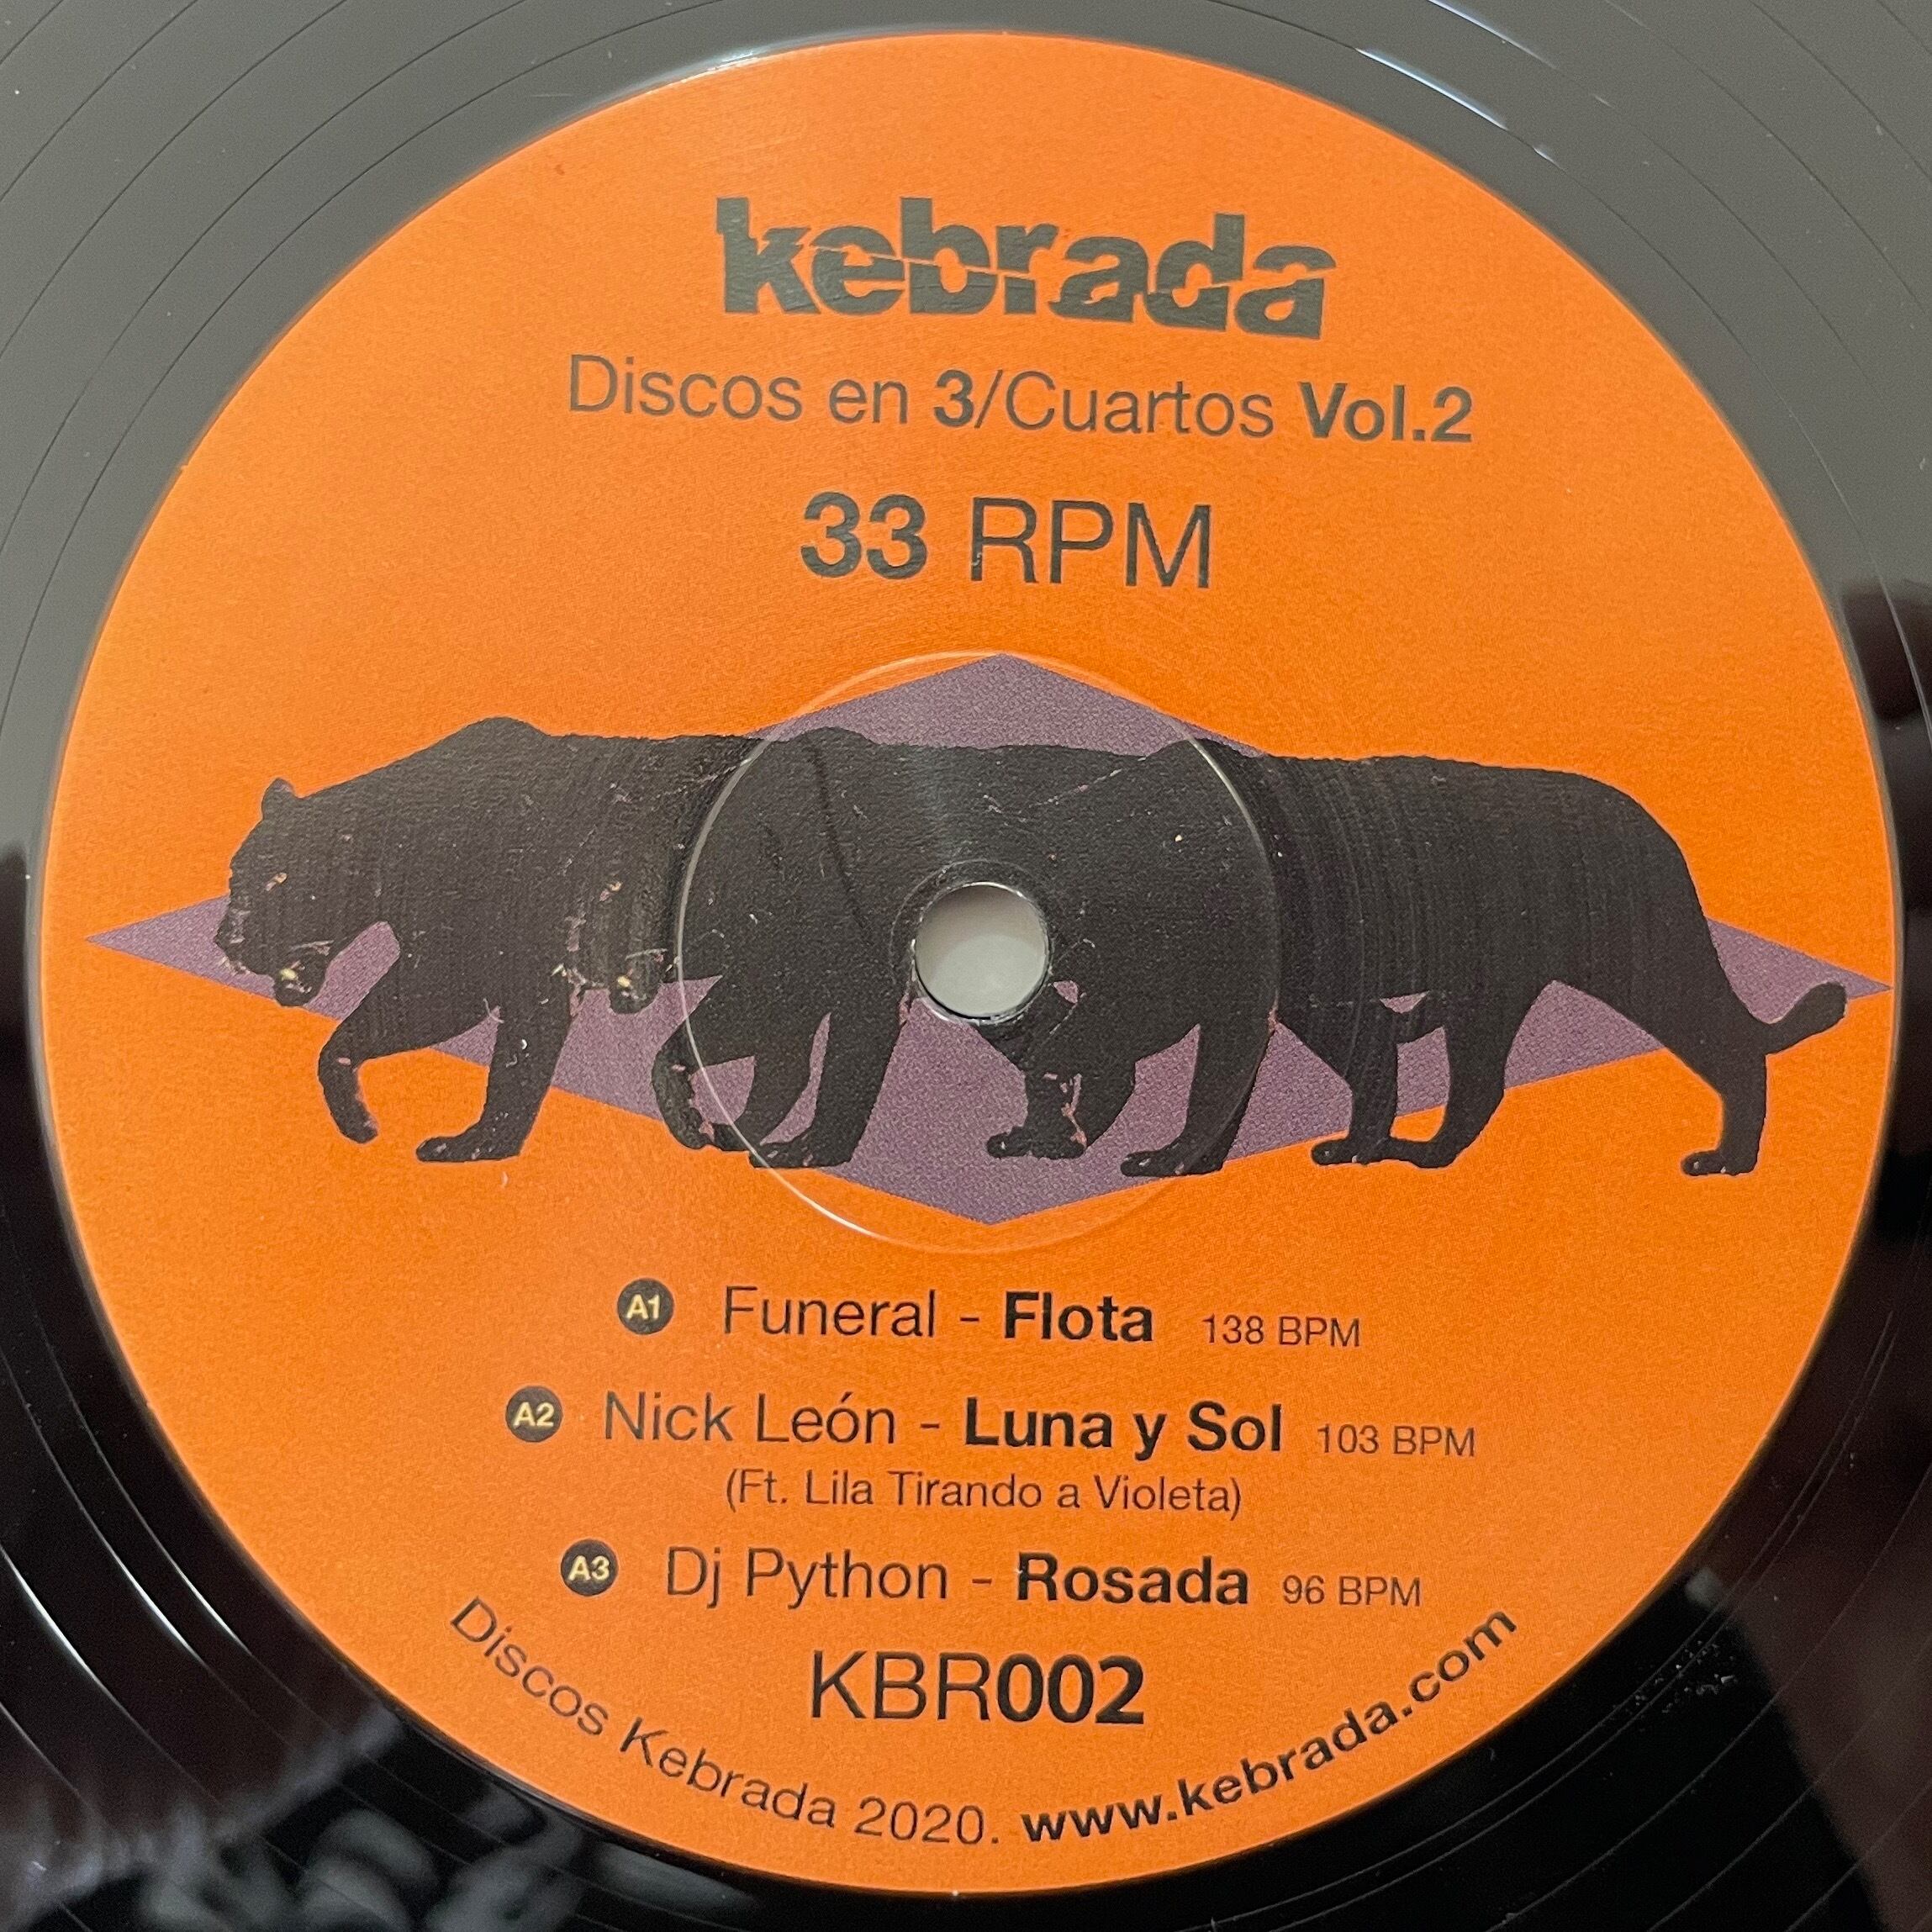 kebrada
Discos en 3/Cuartos Vol.2
33 RPM
A1 Funeral - Flota 138 BPM
A2 Nick León - Luna y Sol 103 BPM
(Ft. Lila Tirando a Violeta)
A3 Dj Python - Rosada 96 BPM
KBR002
Discos Kebrada 2020. www.kebrada.com